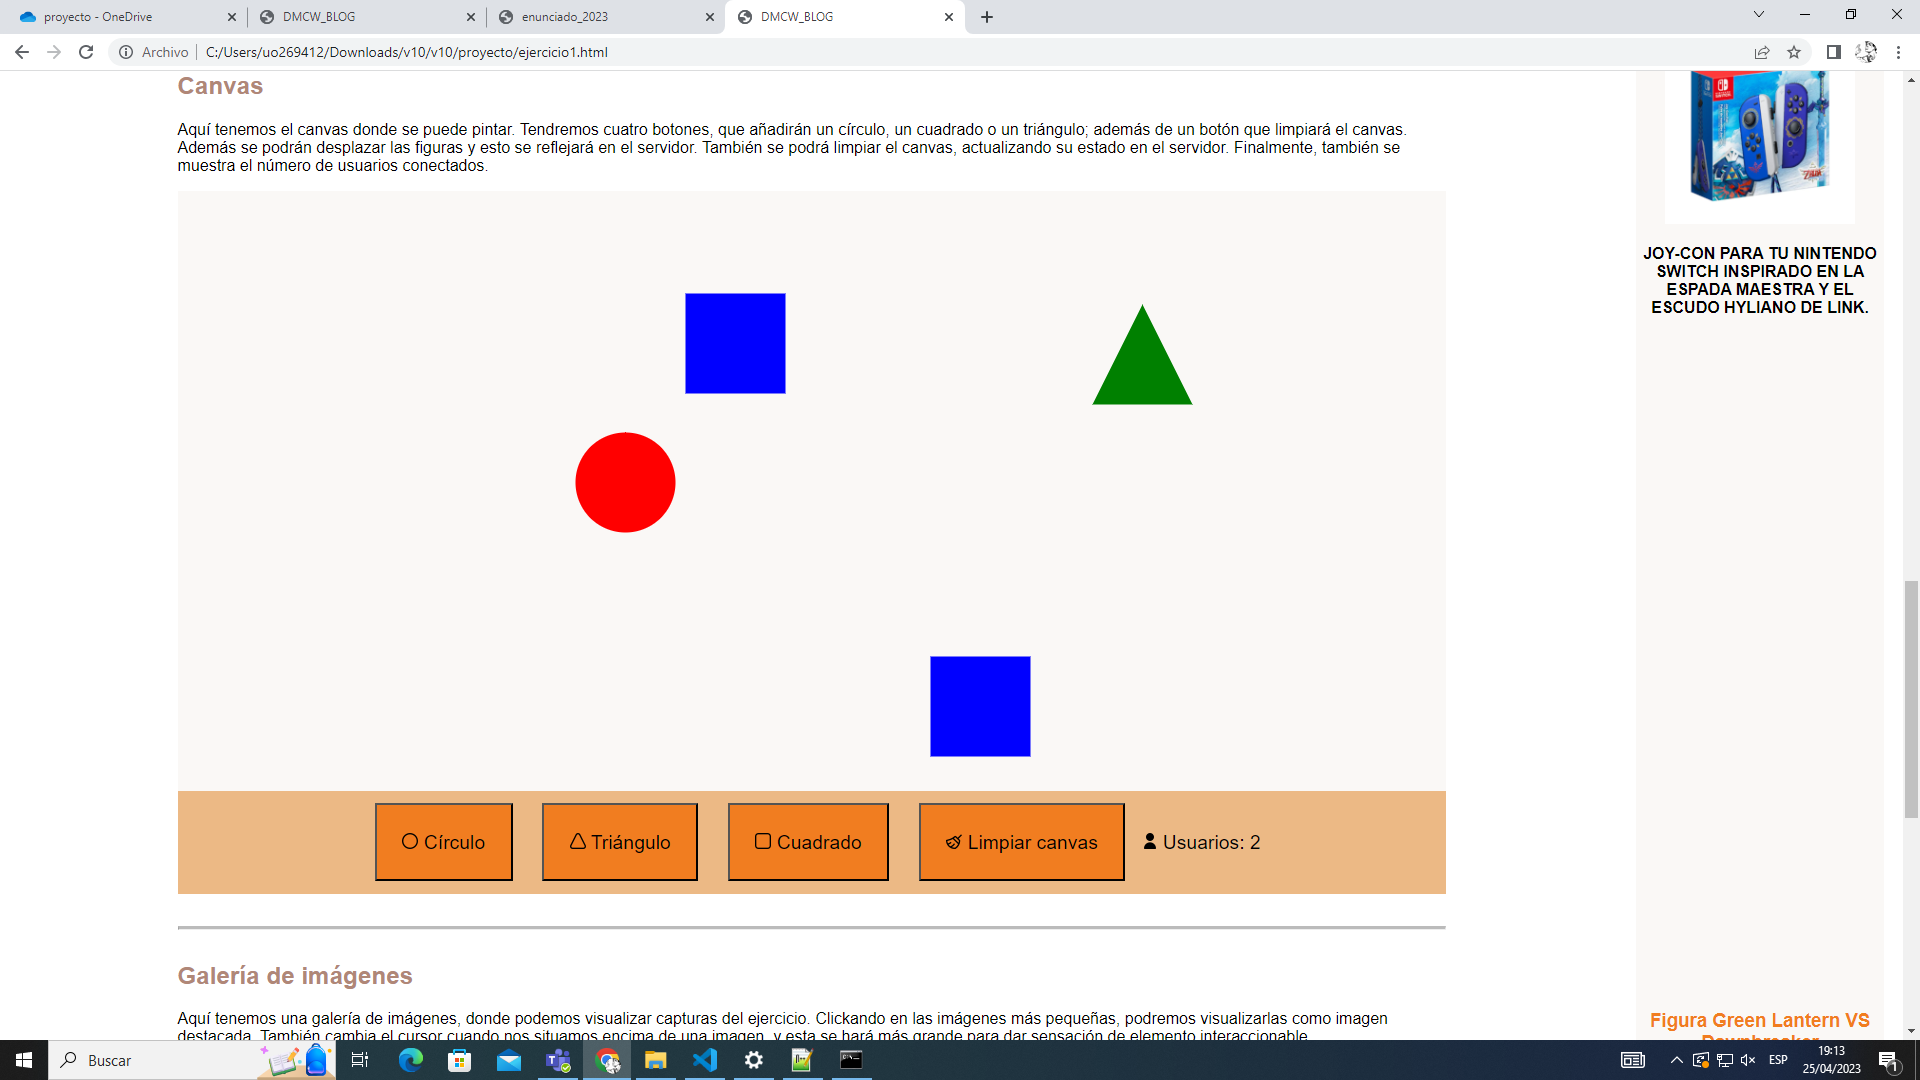 proyecto - OneDrive
DMCW_BLOG
enunciado_2023
DMCW_BLOG
Archivo
C:/Users/uo269412/Downloads/v10/v10/proyecto/ejercicio1.html
Canvas
Aquí tenemos el canvas donde se puede pintar. Tendremos cuatro botones, que añadirán un círculo, un cuadrado o un triángulo; además de un botón que limpiará el canvas.
Además se podrán desplazar las figuras y esto se reflejará en el servidor. También se podrá limpiar el canvas, actualizando su estado en el servidor. Finalmente, también se
muestra el número de usuarios conectados.
Círculo
Triángulo
Cuadrado
Limpiar canvas
Usuarios: 2
Galería de imágenes
Aquí tenemos una galería de imágenes, donde podemos visualizar capturas del ejercicio. Clickando en las imágenes más pequeñas, podremos visualizarlas como imagen
destacada. También cambia el cursor cuando nos situamos encima de una imagen, y esta se hará más grande para dar sensación de elemento interaccionable.
JOY-CON PARA TU NINTENDO
SWITCH INSPIRADO EN LA
ESPADA MAESTRA Y EL
ESCUDO HYLIANO DE LINK.
Figura Green Lantern VS
Dawnbreaker
Buscar
ESP
19:13
25/04/2023
1